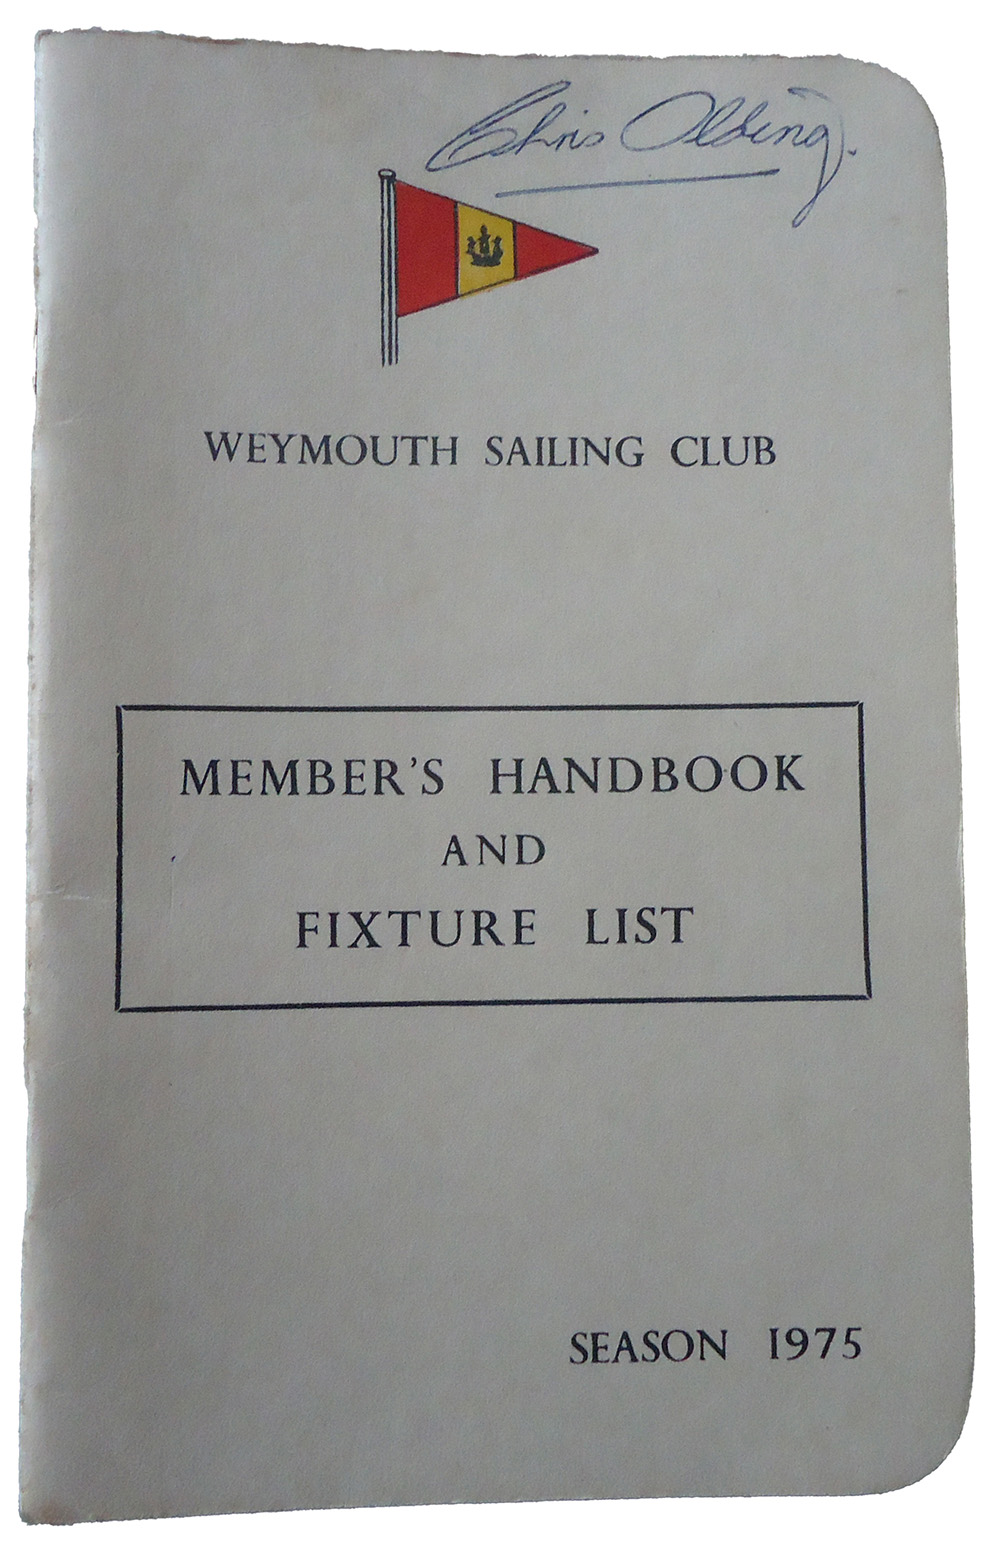 Chris Olding.
WEYMOUTH SAILING CLUB
MEMBER'S HANDBOOK
AND
FIXTURE LIST
SEASON 1975